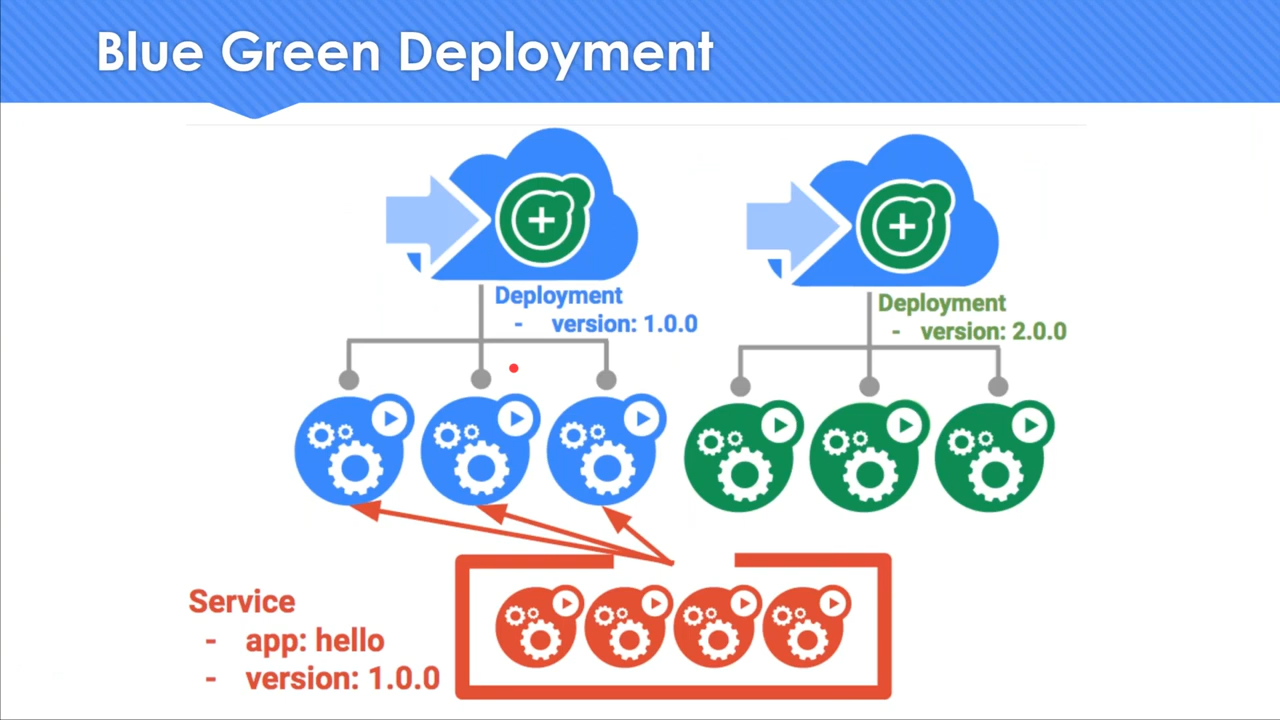 Blue Green Deployment
Deployment
- version: 1.0.0
Deployment
- version: 2.0.0
Service
- app: hello
- version: 1.0.0